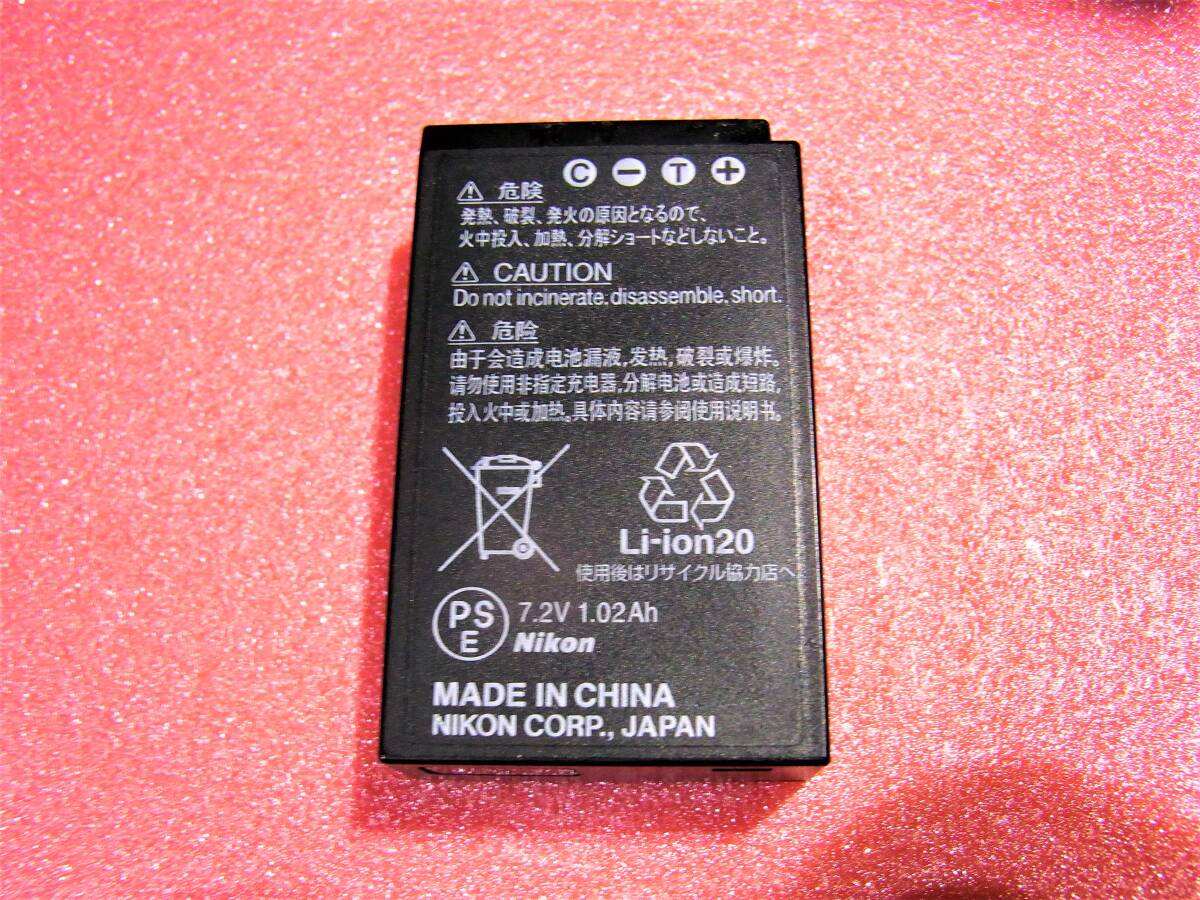 C − T +
⚠ 危険
発熱、破裂、発火の原因となるので、
火中投入、加熱、分解ショートなどしないこと。
⚠ CAUTION
Do not incinerate.disassemble.short.
⚠ 危险
由于会造成电池漏液,发热,破裂或爆炸。
请勿使用非指定充电器,分解电池或造成短路,
投入火中或加热。具体内容请参阅使用说明书。
Li-ion20
使用後はリサイクル協力店へ
PS
E
7.2V 1.02Ah
Nikon
MADE IN CHINA
NIKON CORP., JAPAN